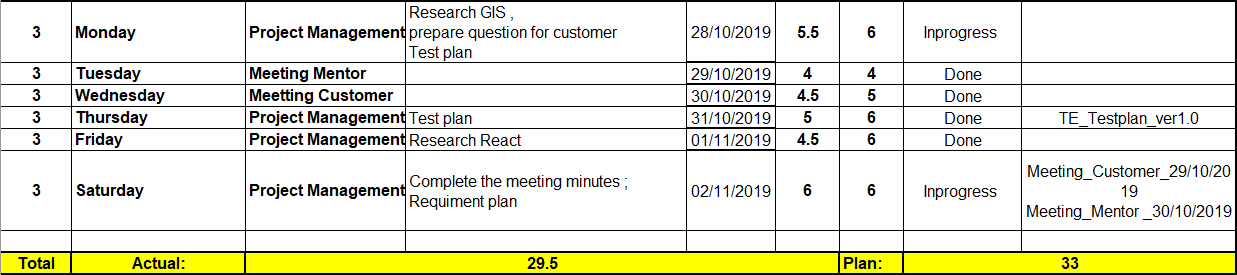 3 Monday Project Management Research GIS ,
prepare question for customer
Test plan 28/10/2019 5.5 6 Inprogress
3 Tuesday Meeting Mentor 29/10/2019 4 4 Done
3 Wednesday Meetting Customer 30/10/2019 4.5 5 Done
3 Thursday Project Management Test plan 31/10/2019 5 6 Done TE_Testplan_ver1.0
3 Friday Project Management Research React 01/11/2019 4.5 6 Done
3 Saturday Project Management Complete the meeting minutes ;
Requiment plan 02/11/2019 6 6 Inprogress Meeting_Customer_29/10/20
19
Meeting_Mentor _30/10/2019
Total Actual: 29.5 Plan: 33